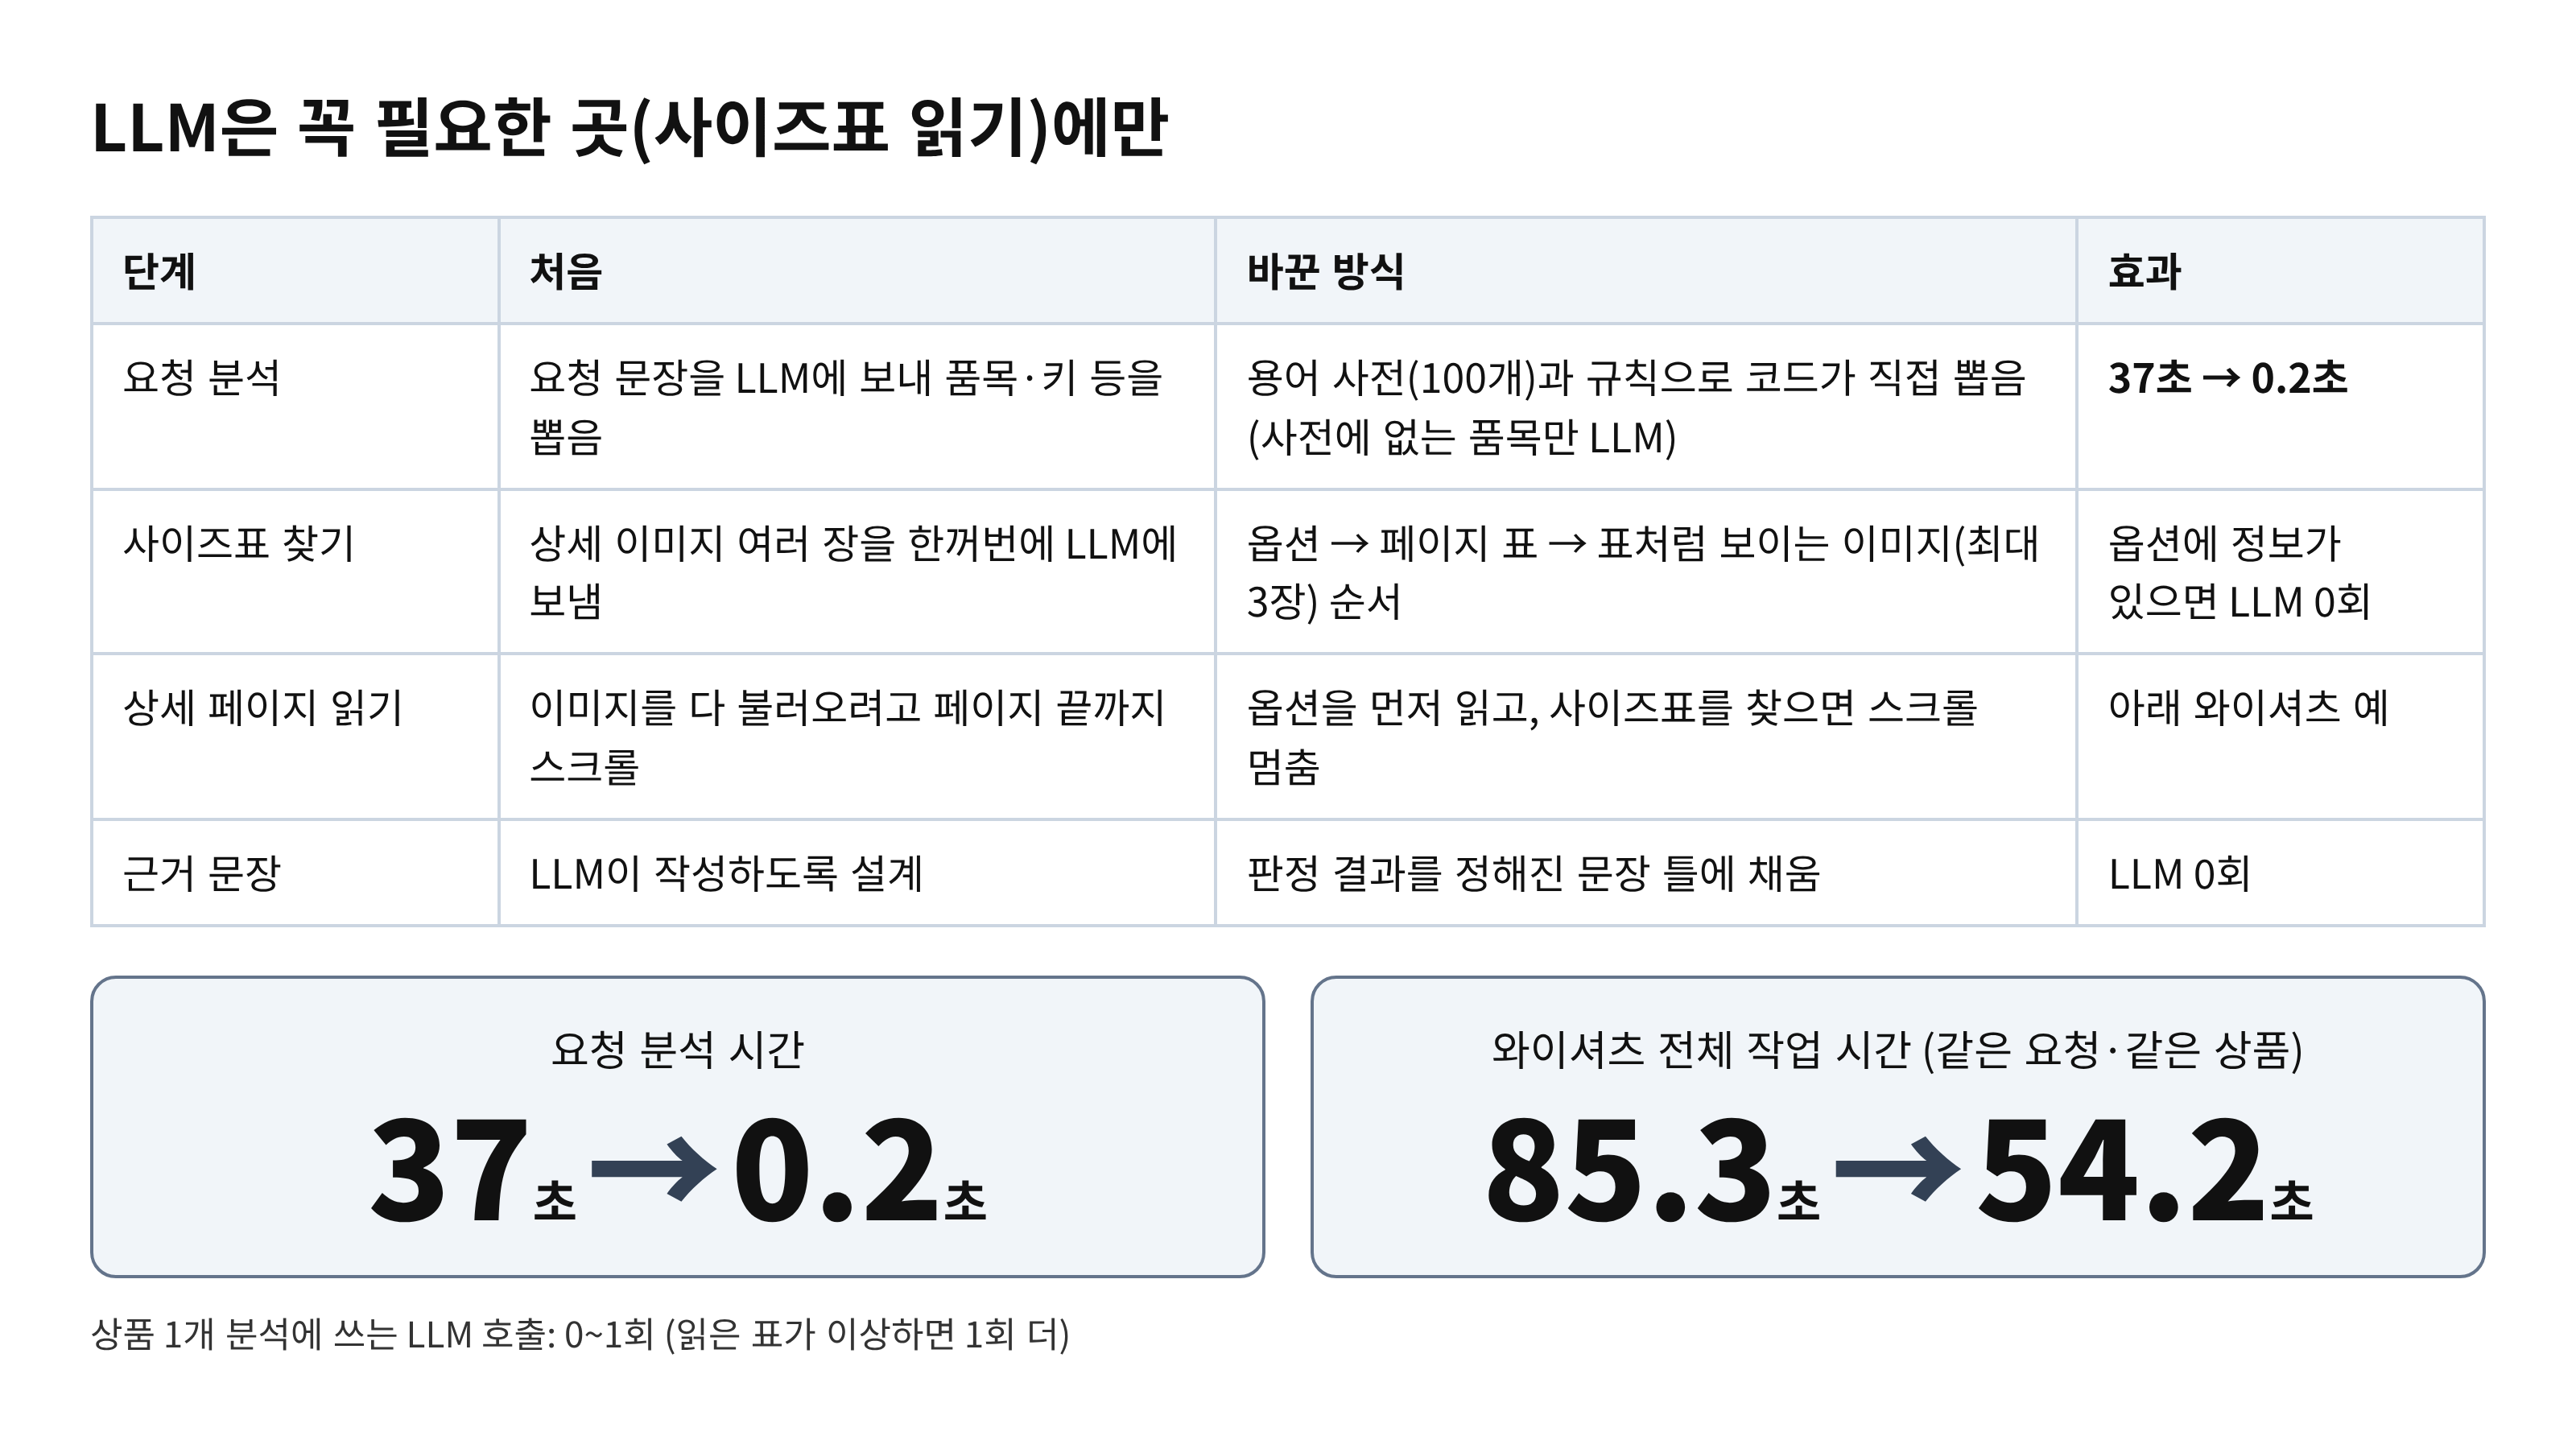 LLM은 꼭 필요한 곳(사이즈표 읽기)에만
단계
처음
바꾼 방식
효과
요청 분석
요청 문장을 LLM에 보내 품목·키 등을
뽑음
용어 사전(100개)과 규칙으로 코드가 직접 뽑음
(사전에 없는 품목만 LLM)
37초 → 0.2초
사이즈표 찾기
상세 이미지 여러 장을 한꺼번에 LLM에
보냄
옵션 → 페이지 표 → 표처럼 보이는 이미지(최대
3장) 순서
옵션에 정보가
있으면 LLM 0회
상세 페이지 읽기
이미지를 다 불러오려고 페이지 끝까지
스크롤
옵션을 먼저 읽고, 사이즈표를 찾으면 스크롤
멈춤
아래 와이셔츠 예
근거 문장
LLM이 작성하도록 설계
판정 결과를 정해진 문장 틀에 채움
LLM 0회
요청 분석 시간
37초 → 0.2초
와이셔츠 전체 작업 시간 (같은 요청·같은 상품)
85.3초 → 54.2초
상품 1개 분석에 쓰는 LLM 호출: 0~1회 (읽은 표가 이상하면 1회 더)